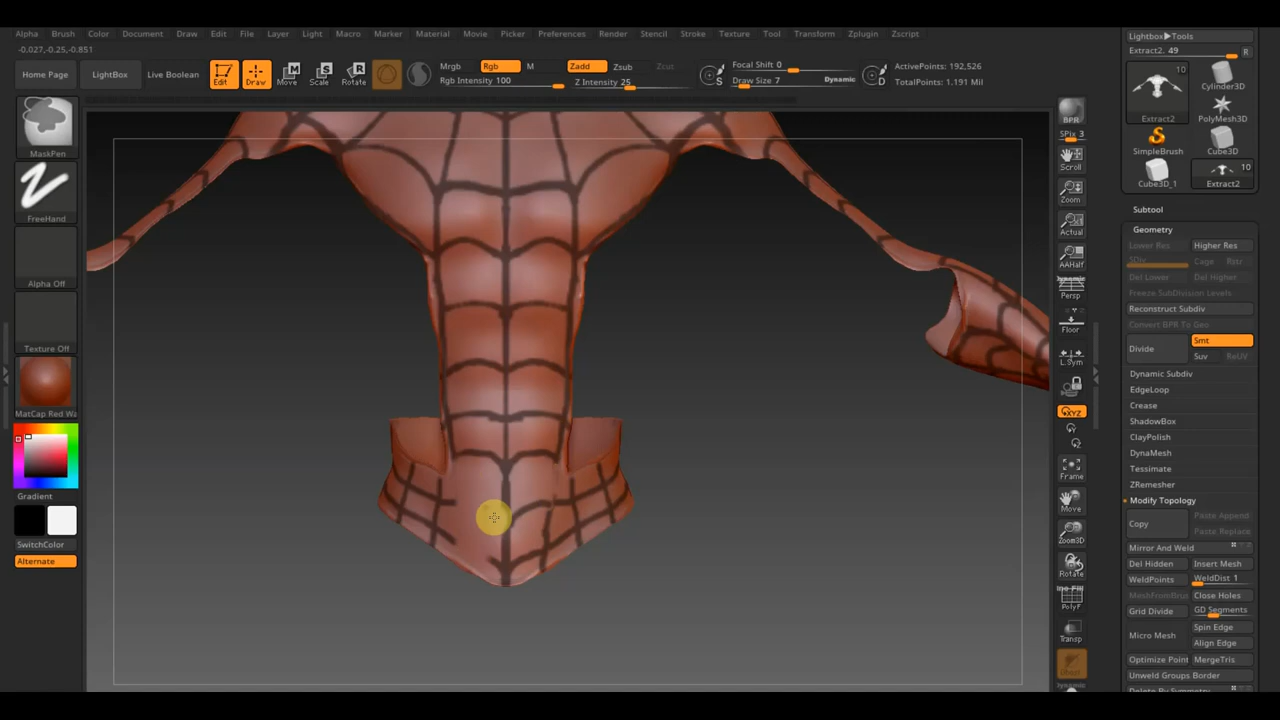 Alpha Brush Color Document Draw Edit File Layer Light Macro Marker Material Movie Picker Preferences Render Stencil Stroke Texture Tool Transform Zplugin Zscript
-0.027,-0.25,-0.851
Home Page LightBox Live Boolean Edit Draw Move Scale Rotate
Mrgb Rgb M Zadd Zsub Zcut
Rgb Intensity 100 Z Intensity 25
Focal Shift 0
Draw Size 7 Dynamic
S D
ActivePoints: 192,526
TotalPoints: 1.191 Mil
MaskPen
FreeHand
Alpha Off
Texture Off
MatCap Red Wa
Gradient
SwitchColor
Alternate
BPR
SPix 3
Scroll
Zoom
Actual
AAHalf
Persp
Floor
L.Sym
XYZ
Frame
Move
Zoom3D
Rotate
PolyF
Transp
Lightbox▶Tools
Extract2. 49 R
10
Extract2
Cylinder3D
PolyMesh3D
SimpleBrush
Cube3D
Cube3D_1
10
Extract2
Subtool
Geometry
Lower Res Higher Res
SDiv Cage Rstr
Del Lower Del Higher
Freeze SubDivision Levels
Reconstruct Subdiv
Convert BPR To Geo
Divide Smt
Suv ReUV
Dynamic Subdiv
EdgeLoop
Crease
ShadowBox
ClayPolish
DynaMesh
Tessimate
ZRemesher
Modify Topology
Copy Paste Append
Paste Replace
Mirror And Weld
Del Hidden Insert Mesh
WeldPoints WeldDist 1
MeshFromBrus Close Holes
Grid Divide GD Segments
Micro Mesh Spin Edge
Align Edge
Optimize Point MergeTris
Unweld Groups Border
Delete By Symmetry